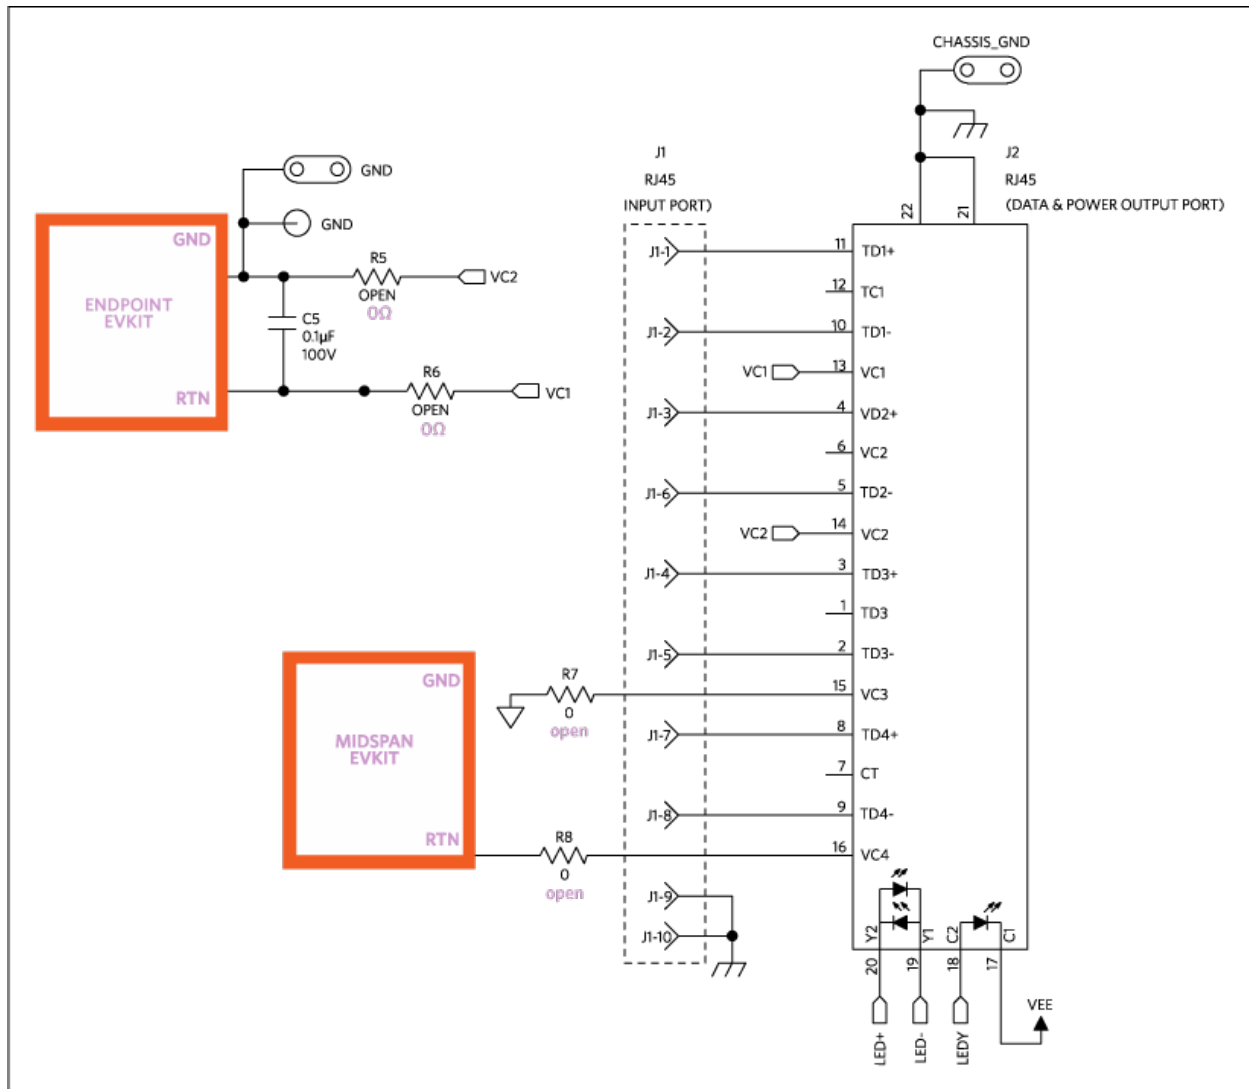 CHASSIS_GND
J1
RJ45
INPUT PORT)
J2
RJ45
(DATA & POWER OUTPUT PORT)
22
21
GND
GND
GND
ENDPOINT
EVKIT
RTN
R5
OPEN
0Ω
VC2
C5
0.1µF
100V
R6
OPEN
0Ω
VC1
J1-1
11
TD1+
12
TC1
J1-2
10
TD1-
VC1
13
VC1
J1-3
4
VD2+
6
VC2
J1-6
5
TD2-
VC2
14
VC2
J1-4
3
TD3+
1
TD3
J1-5
2
TD3-
GND
MIDSPAN
EVKIT
RTN
R7
0
open
15
VC3
J1-7
8
TD4+
7
CT
J1-8
9
TD4-
R8
0
open
16
VC4
J1-9
J1-10
Y2
Y1
C2
C1
20
19
18
17
LED+
LED-
LEDY
VEE